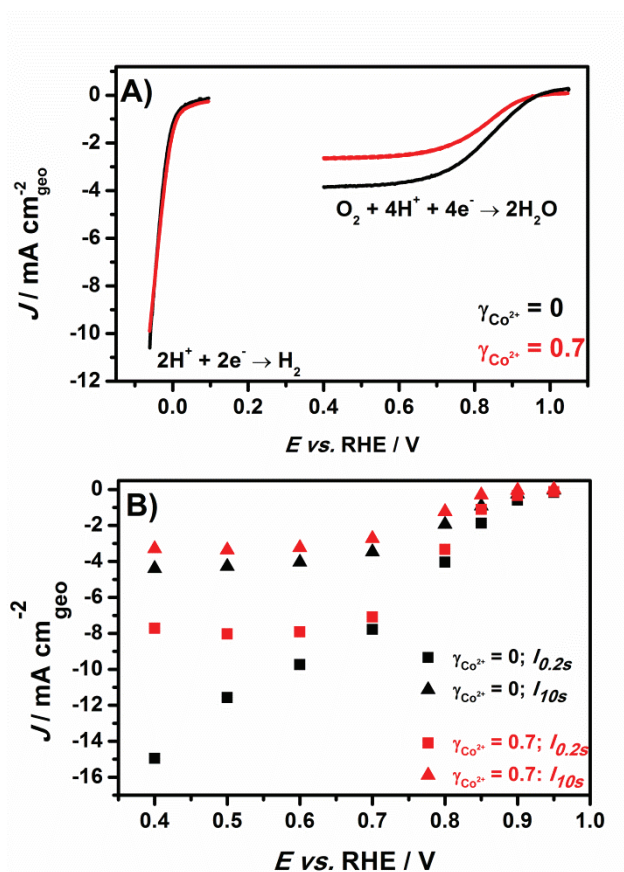 A)
J / mA cm⁻²geo
0
-2
-4
-6
-8
-10
-12
O₂ + 4H⁺ + 4e⁻ → 2H₂O
γCo²⁺ = 0
γCo²⁺ = 0.7
2H⁺ + 2e⁻ → H₂
0.0 0.2 0.4 0.6 0.8 1.0
E vs. RHE / V
B)
J / mA cm⁻²geo
0
-2
-4
-6
-8
-10
-12
-14
-16
γCo²⁺ = 0; I0.2s
γCo²⁺ = 0; I10s
γCo²⁺ = 0.7; I0.2s
γCo²⁺ = 0.7: I10s
0.4 0.5 0.6 0.7 0.8 0.9 1.0
E vs. RHE / V